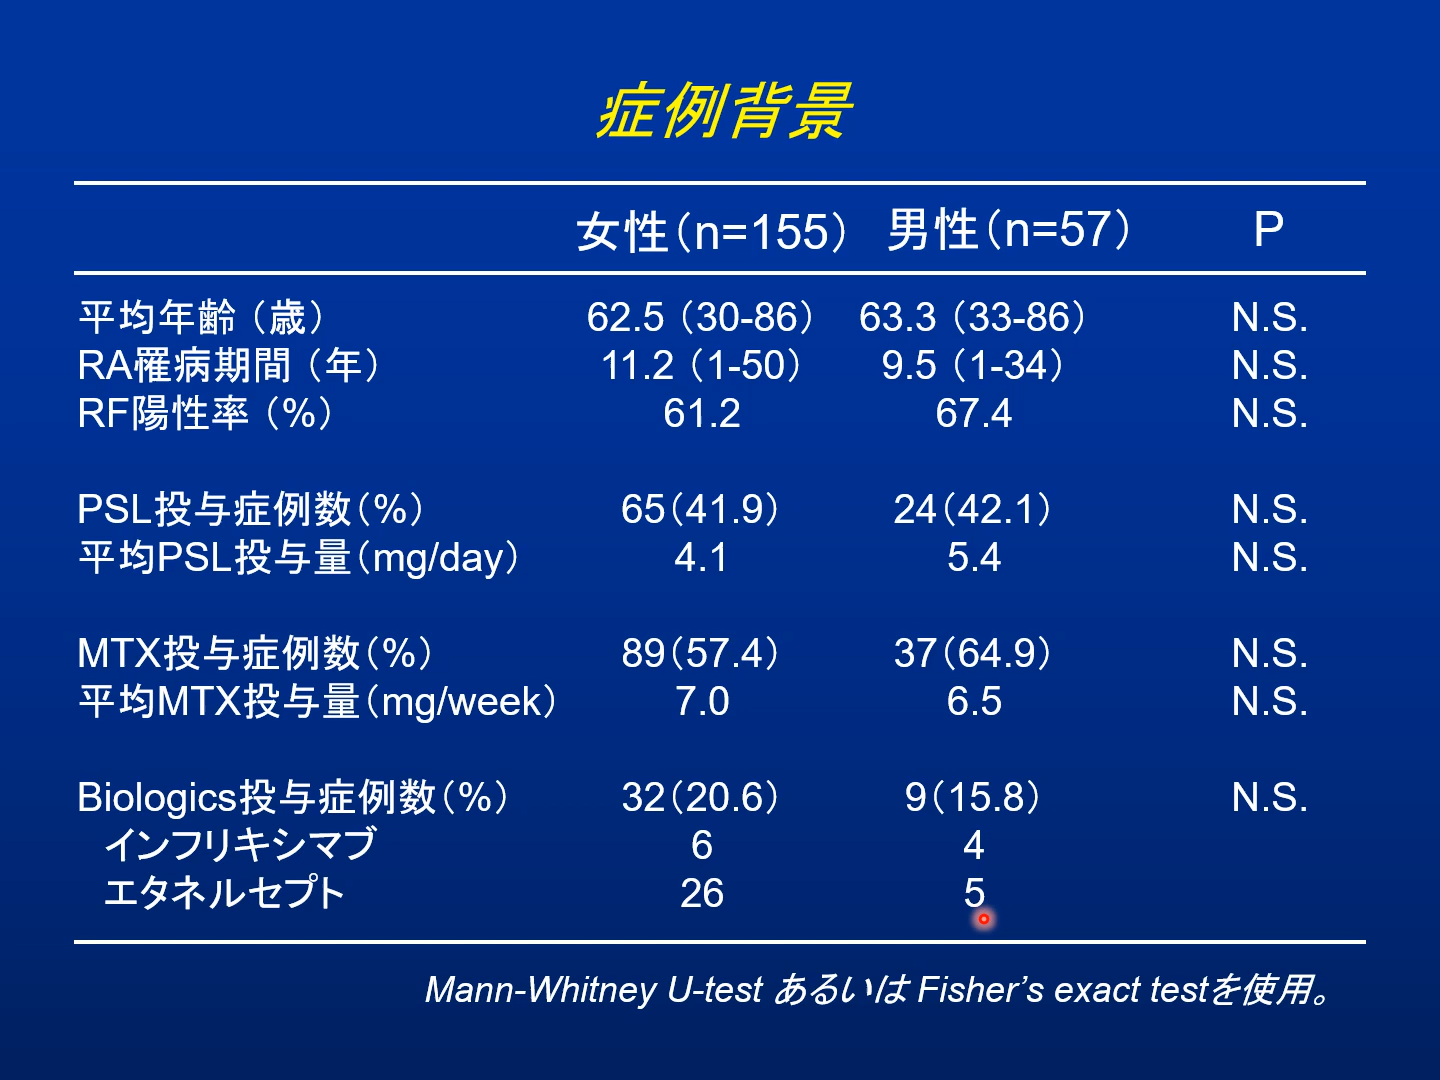 症例背景
女性（n=155） 男性（n=57） P
平均年齢（歳） 62.5（30-86） 63.3（33-86） N.S.
RA罹病期間（年） 11.2（1-50） 9.5（1-34） N.S.
RF陽性率（%） 61.2 67.4 N.S.
PSL投与症例数（%） 65（41.9） 24（42.1） N.S.
平均PSL投与量（mg/day） 4.1 5.4 N.S.
MTX投与症例数（%） 89（57.4） 37（64.9） N.S.
平均MTX投与量（mg/week） 7.0 6.5 N.S.
Biologics投与症例数（%） 32（20.6） 9（15.8） N.S.
インフリキシマブ 6 4
エタネルセプト 26 5
Mann-Whitney U-test あるいは Fisher’s exact testを使用。